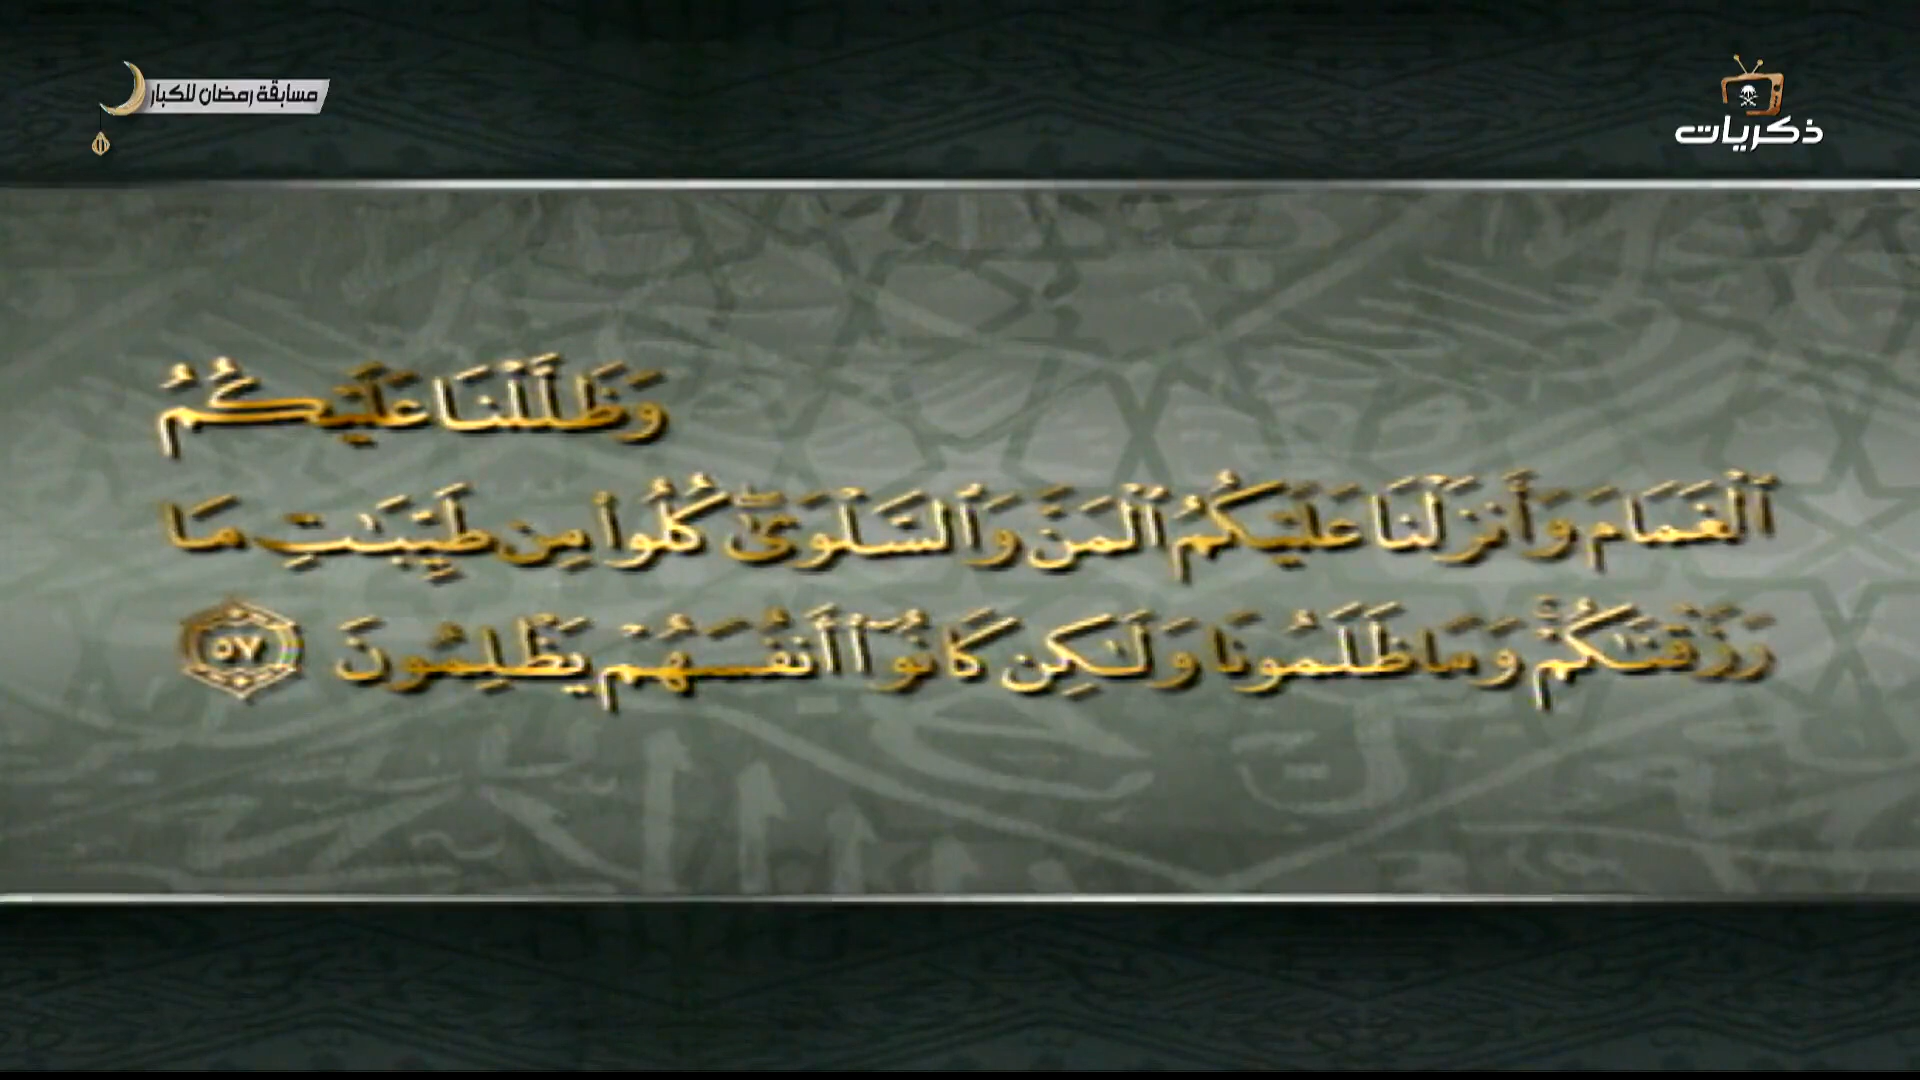 مسابقة رمضان للكبار
ذكريات
وَظَلَّلْنَا عَلَيْكُمُ
ٱلْغَمَامَ وَأَنزَلْنَا عَلَيْكُمُ ٱلْمَنَّ وَٱلسَّلْوَىٰۖ كُلُوا۟ مِن طَيِّبَٰتِ مَا
رَزَقْنَٰكُمْۖ وَمَا ظَلَمُونَا وَلَٰكِن كَانُوٓا۟ أَنفُسَهُمْ يَظْلِمُونَ ٥٧